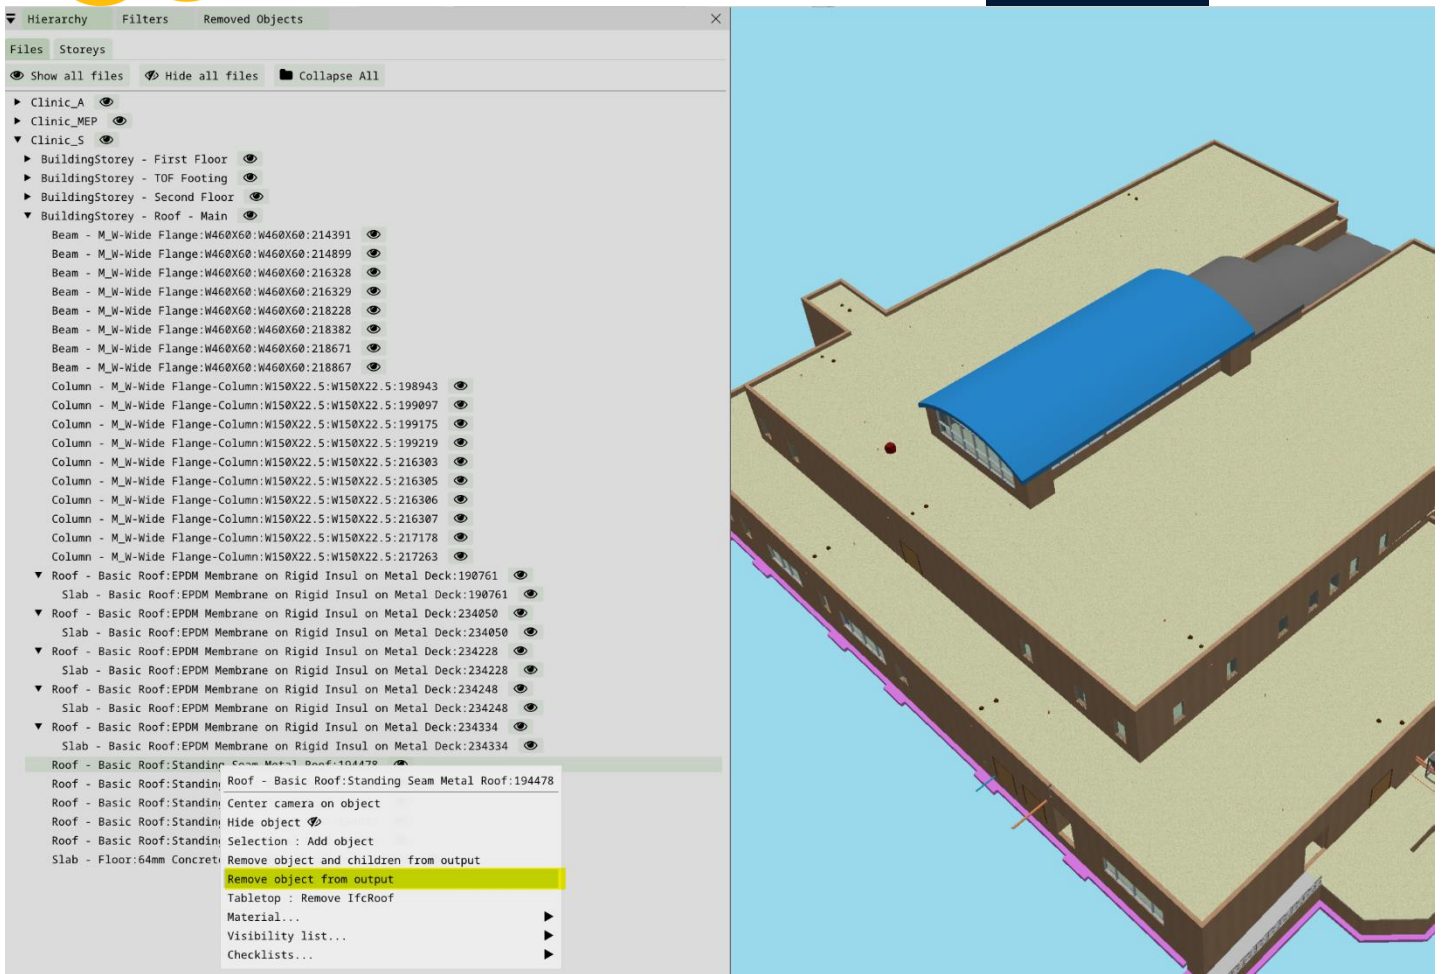 Hierarchy Filters Removed Objects
Files Storeys
Show all files Hide all files Collapse All
Clinic_A
Clinic_MEP
Clinic_S
BuildingStorey - First Floor
BuildingStorey - TOF Footing
BuildingStorey - Second Floor
BuildingStorey - Roof - Main
Beam - M_W-Wide Flange:W460X60:W460X60:214391
Beam - M_W-Wide Flange:W460X60:W460X60:214899
Beam - M_W-Wide Flange:W460X60:W460X60:216328
Beam - M_W-Wide Flange:W460X60:W460X60:216329
Beam - M_W-Wide Flange:W460X60:W460X60:218228
Beam - M_W-Wide Flange:W460X60:W460X60:218382
Beam - M_W-Wide Flange:W460X60:W460X60:218671
Beam - M_W-Wide Flange:W460X60:W460X60:218867
Column - M_W-Wide Flange-Column:W150X22.5:W150X22.5:198943
Column - M_W-Wide Flange-Column:W150X22.5:W150X22.5:199097
Column - M_W-Wide Flange-Column:W150X22.5:W150X22.5:199175
Column - M_W-Wide Flange-Column:W150X22.5:W150X22.5:199219
Column - M_W-Wide Flange-Column:W150X22.5:W150X22.5:216303
Column - M_W-Wide Flange-Column:W150X22.5:W150X22.5:216305
Column - M_W-Wide Flange-Column:W150X22.5:W150X22.5:216306
Column - M_W-Wide Flange-Column:W150X22.5:W150X22.5:216307
Column - M_W-Wide Flange-Column:W150X22.5:W150X22.5:217178
Column - M_W-Wide Flange-Column:W150X22.5:W150X22.5:217263
Roof - Basic Roof:EPDM Membrane on Rigid Insul on Metal Deck:190761
Slab - Basic Roof:EPDM Membrane on Rigid Insul on Metal Deck:190761
Roof - Basic Roof:EPDM Membrane on Rigid Insul on Metal Deck:234050
Slab - Basic Roof:EPDM Membrane on Rigid Insul on Metal Deck:234050
Roof - Basic Roof:EPDM Membrane on Rigid Insul on Metal Deck:234228
Slab - Basic Roof:EPDM Membrane on Rigid Insul on Metal Deck:234228
Roof - Basic Roof:EPDM Membrane on Rigid Insul on Metal Deck:234248
Slab - Basic Roof:EPDM Membrane on Rigid Insul on Metal Deck:234248
Roof - Basic Roof:EPDM Membrane on Rigid Insul on Metal Deck:234334
Slab - Basic Roof:EPDM Membrane on Rigid Insul on Metal Deck:234334
Roof - Basic Roof:Standing Seam Metal Roof:194478
Roof - Basic Roof:Standing
Roof - Basic Roof:Standing
Roof - Basic Roof:Standing
Roof - Basic Roof:Standing
Slab - Floor:64mm Concret
Roof - Basic Roof:Standing Seam Metal Roof:194478
Center camera on object
Hide object
Selection : Add object
Remove object and children from output
Remove object from output
Tabletop : Remove IfcRoof
Material...
Visibility list...
Checklists...